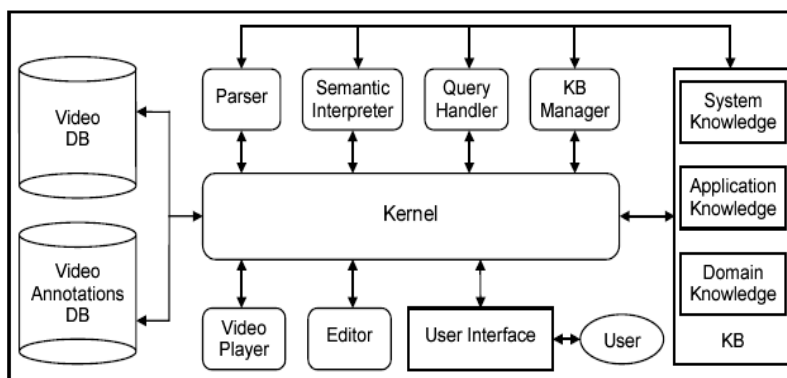 Video
DB
Video
Annotations
DB
Parser
Semantic
Interpreter
Query
Handler
KB
Manager
Kernel
Video
Player
Editor
User Interface
User
System
Knowledge
Application
Knowledge
Domain
Knowledge
KB